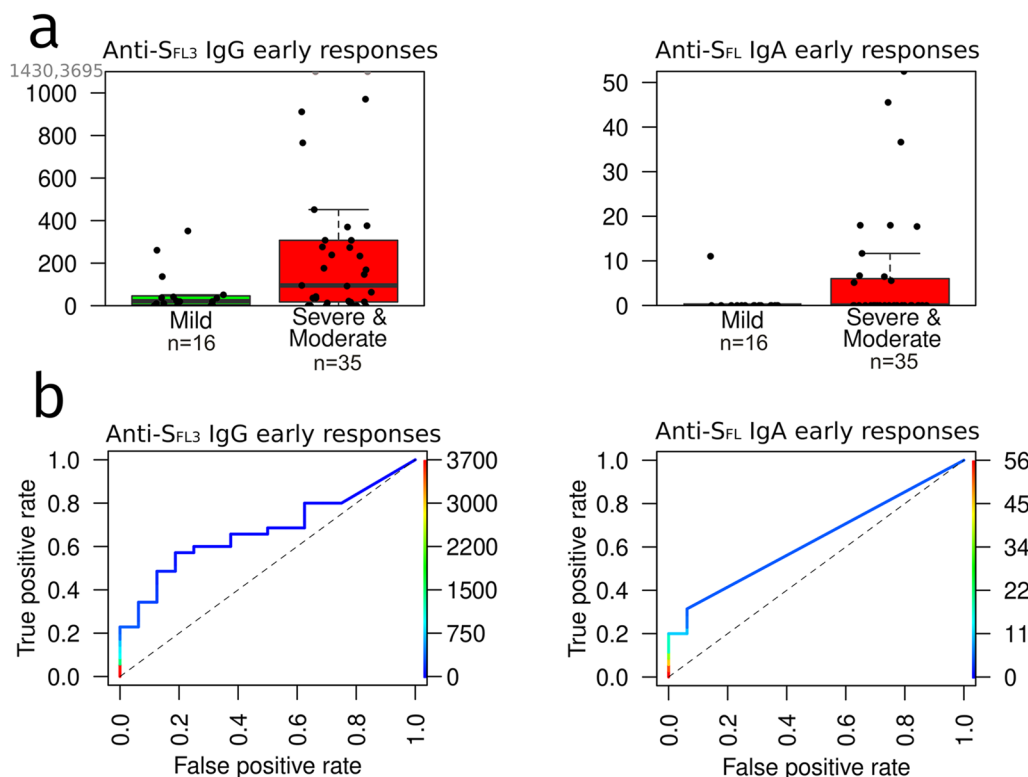 a
Anti-SFL3 IgG early responses
1430,3695
1000
800
600
400
200
0
Mild
n=16
Severe &
Moderate
n=35
Anti-SFL IgA early responses
50
40
30
20
10
0
Mild
n=16
Severe &
Moderate
n=35
b
Anti-SFL3 IgG early responses
True positive rate
1.0
0.8
0.6
0.4
0.2
0.0
3700
3000
2200
1500
750
0
0.0 0.2 0.4 0.6 0.8 1.0
False positive rate
Anti-SFL IgA early responses
True positive rate
1.0
0.8
0.6
0.4
0.2
0.0
56
45
34
22
11
0
0.0 0.2 0.4 0.6 0.8 1.0
False positive rate